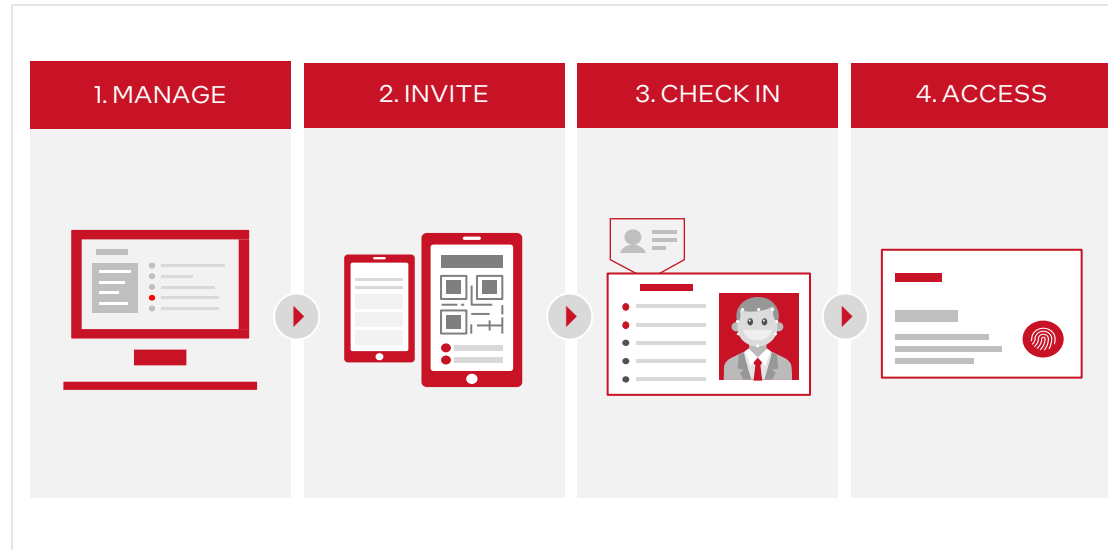 1. MANAGE
2. INVITE
3. CHECK IN
4. ACCESS